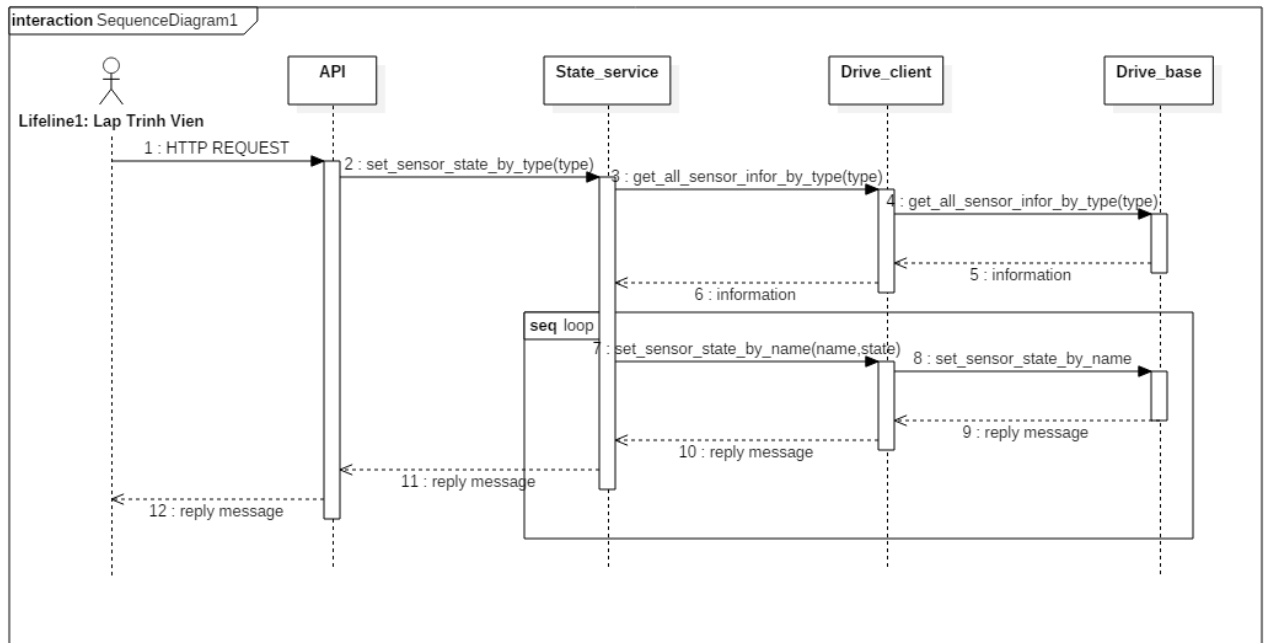 interaction SequenceDiagram1
API
State_service
Drive_client
Drive_base
Lifeline1: Lap Trinh Vien
1 : HTTP REQUEST
2 : set_sensor_state_by_type(type)
3 : get_all_sensor_infor_by_type(type)
4 : get_all_sensor_infor_by_type(type)
5 : information
6 : information
seq loop
7 : set_sensor_state_by_name(name,state)
8 : set_sensor_state_by_name
9 : reply message
10 : reply message
11 : reply message
12 : reply message